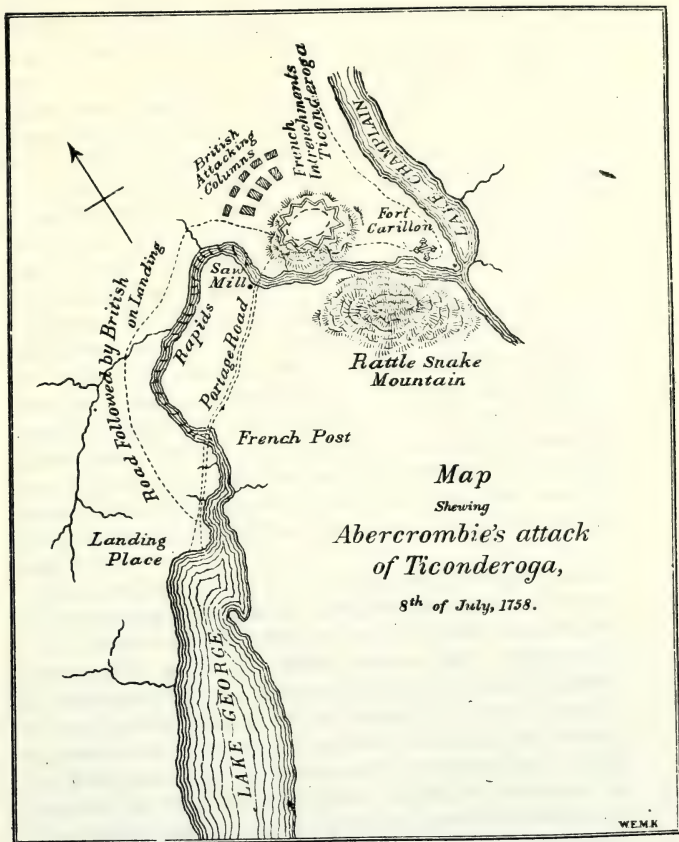 British
Attacking
Columns
French
Intrenchments
Ticonderoga
LAKE CHAMPLAIN
Fort
Carillon
Saw
Mill
Rapids
Portage Road
Road Followed by British
on Landing
Rattle Snake
Mountain
French Post
Landing
Place
LAKE GEORGE
Map
Shewing
Abercrombie's attack
of Ticonderoga,
8th of July, 1758.
W.E.M.K